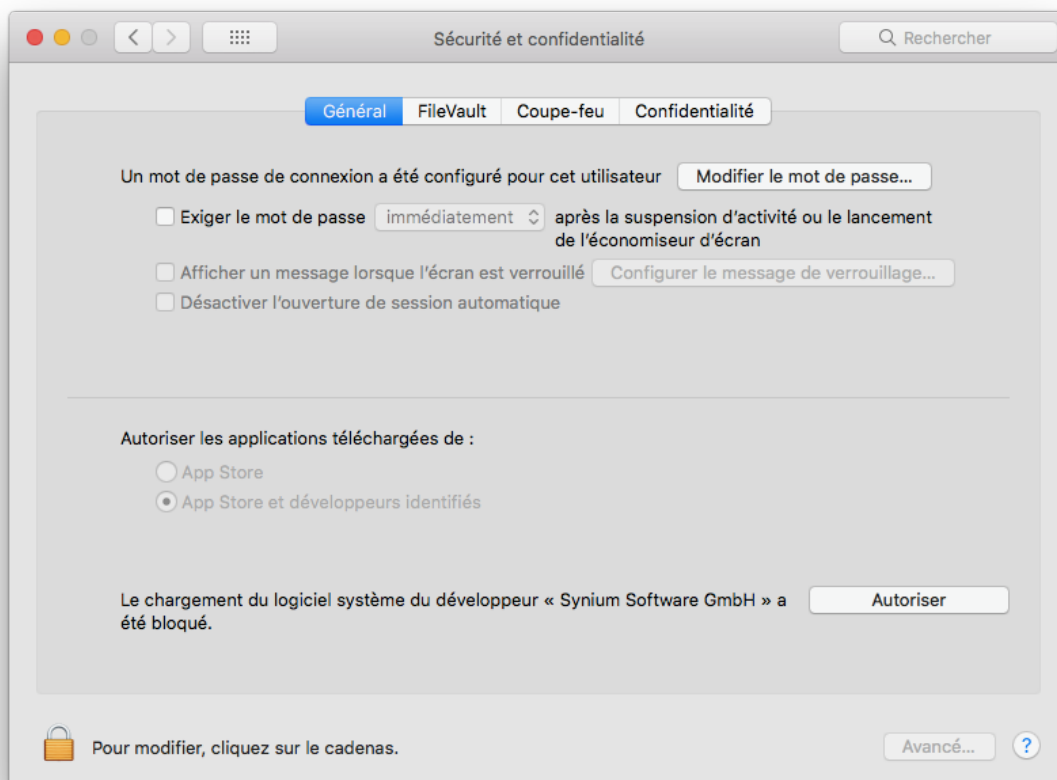 Sécurité et confidentialité
Rechercher
Général FileVault Coupe-feu Confidentialité
Un mot de passe de connexion a été configuré pour cet utilisateur Modifier le mot de passe...
Exiger le mot de passe immédiatement après la suspension d’activité ou le lancement
de l’économiseur d’écran
Afficher un message lorsque l’écran est verrouillé Configurer le message de verrouillage...
Désactiver l’ouverture de session automatique
Autoriser les applications téléchargées de :
App Store
App Store et développeurs identifiés
Le chargement du logiciel système du développeur « Synium Software GmbH » a
été bloqué.
Autoriser
Pour modifier, cliquez sur le cadenas.
Avancé... ?